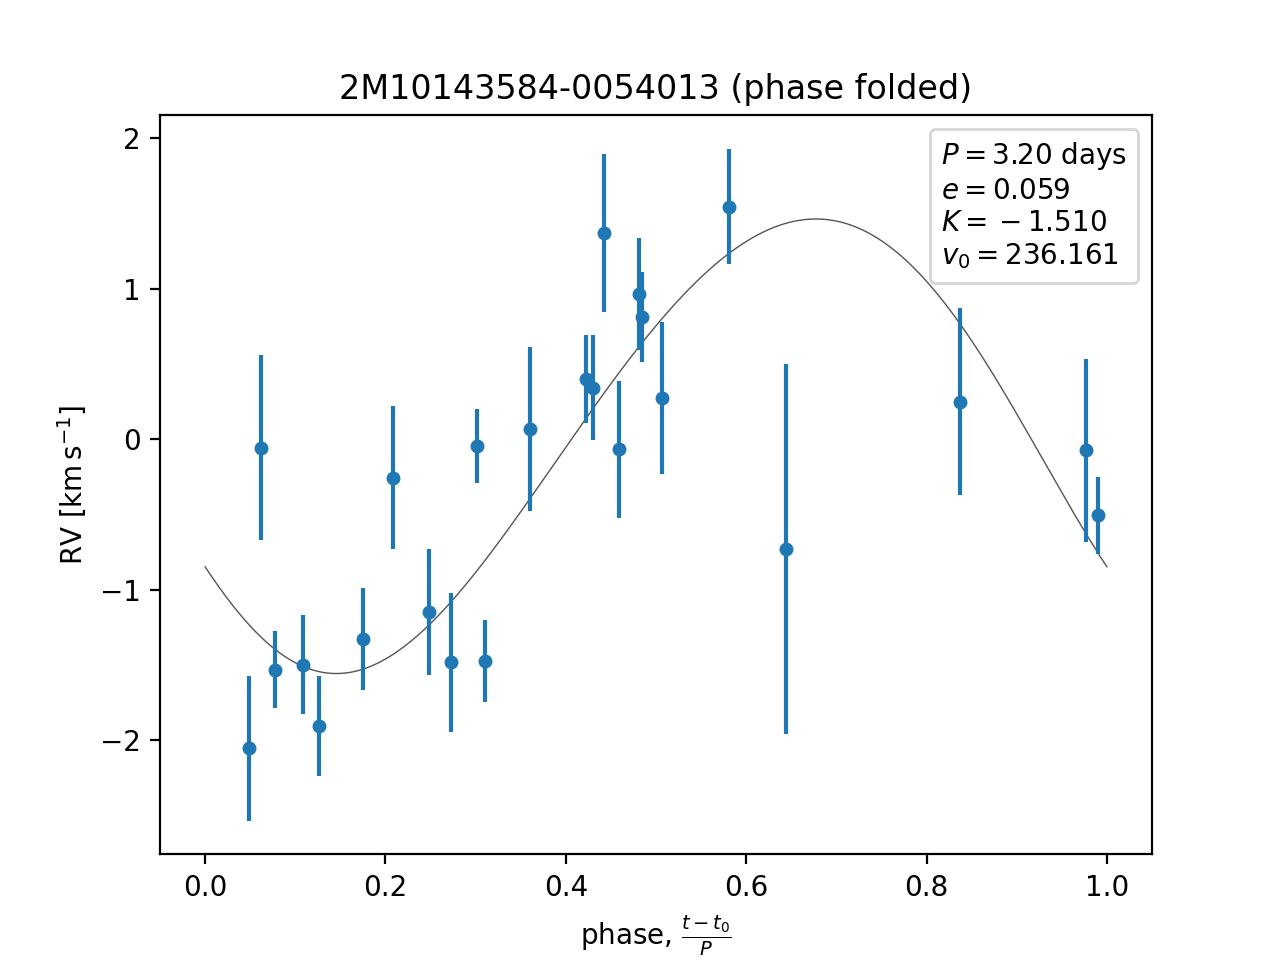 2M10143584-0054013 (phase folded)
P = 3.20 days
e = 0.059
K = −1.510
v₀ = 236.161
2
1
0
−1
−2
RV [km s⁻¹]
0.0 0.2 0.4 0.6 0.8 1.0
phase, (t − t₀)/P